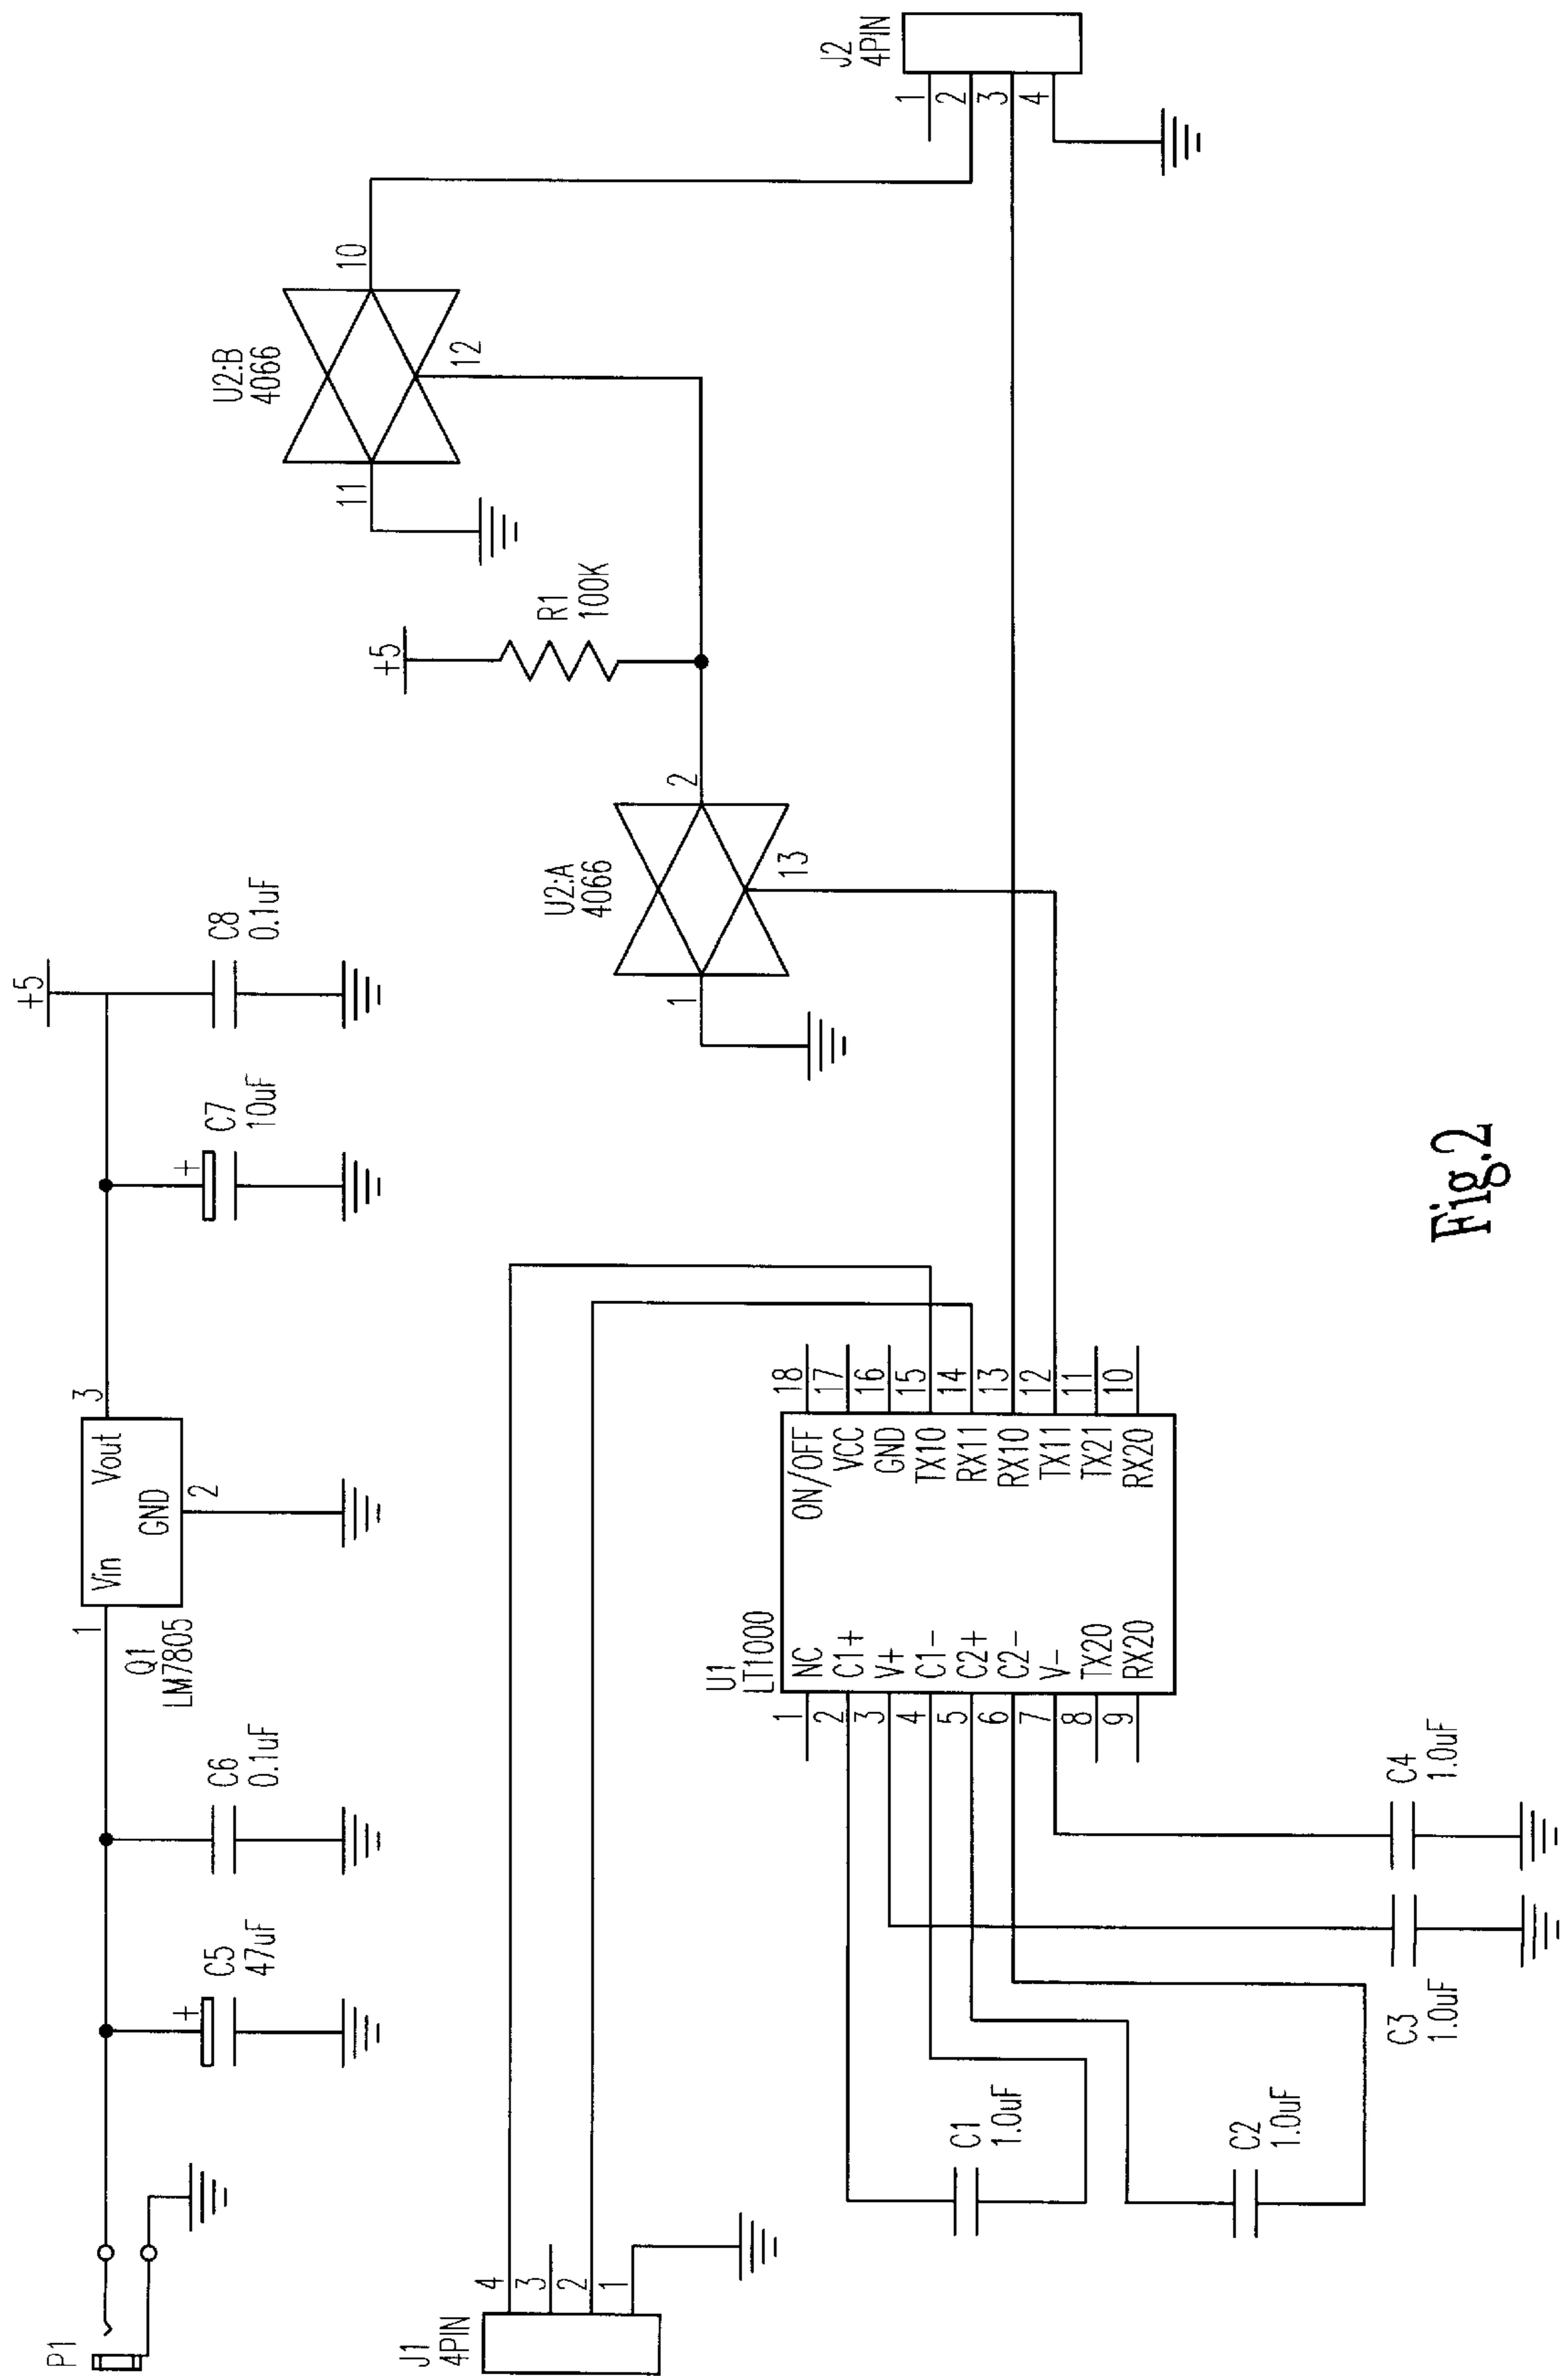 P1
C5
47uF
+
C6
0.1uF
Q1
LM7805
1
Vin
Vout
GND
2
3
C7
10uF
+
+5
C8
0.1uF
J1
4PIN
4
3
2
1
U1
LT1000
1
2
3
4
5
6
7
8
9
NC
C1+
V+
C1-
C2+
C2-
V-
TX20
RX20
ON/OFF
VCC
GND
TX10
RX11
RX10
TX11
TX21
RX20
18
17
16
15
14
13
12
11
10
C1
1.0uF
C2
1.0uF
C3
1.0uF
C4
1.0uF
U2:A
4066
1
2
13
+5
R1
100K
U2:B
4066
11
10
12
J2
4PIN
1
2
3
4
Fig.2